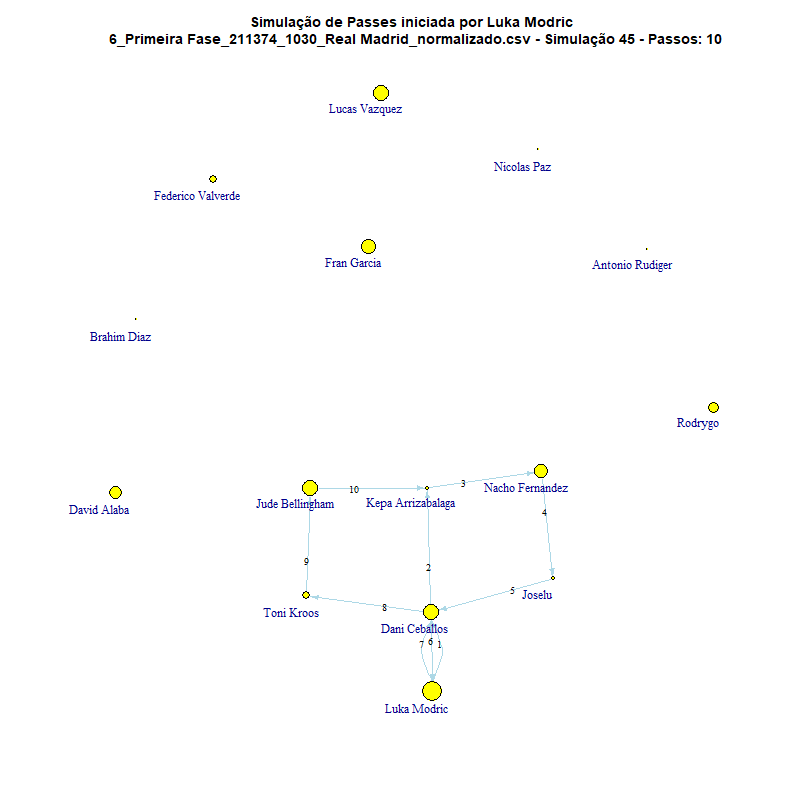 Simulação de Passes iniciada por Luka Modric
6_Primeira Fase_211374_1030_Real Madrid_normalizado.csv - Simulação 45 - Passos: 10
Lucas Vazquez
Nicolas Paz
Federico Valverde
Fran Garcia
Antonio Rudiger
Brahim Diaz
Rodrygo
10
3
Jude Bellingham
Kepa Arrizabalaga
Nacho Fernandez
David Alaba
4
9
2
5
Joselu
8
Toni Kroos
Dani Ceballos
7
6
1
Luka Modric